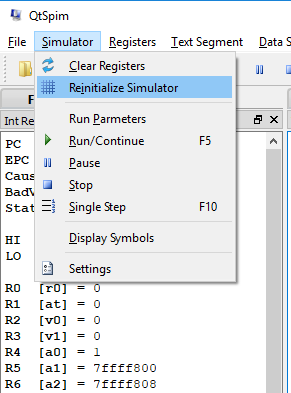 QtSpim
File Simulator Registers Text Segment Data S
Clear Registers
Reinitialize Simulator
Run Parmeters
Run/Continue F5
Pause
Stop
Single Step F10
Display Symbols
Settings
F
Int Re
PC
EPC
Caus
BadV
Stat
HI
LO
R0 [r0] = 0
R1 [at] = 0
R2 [v0] = 0
R3 [v1] = 0
R4 [a0] = 1
R5 [a1] = 7ffff800
R6 [a2] = 7ffff808